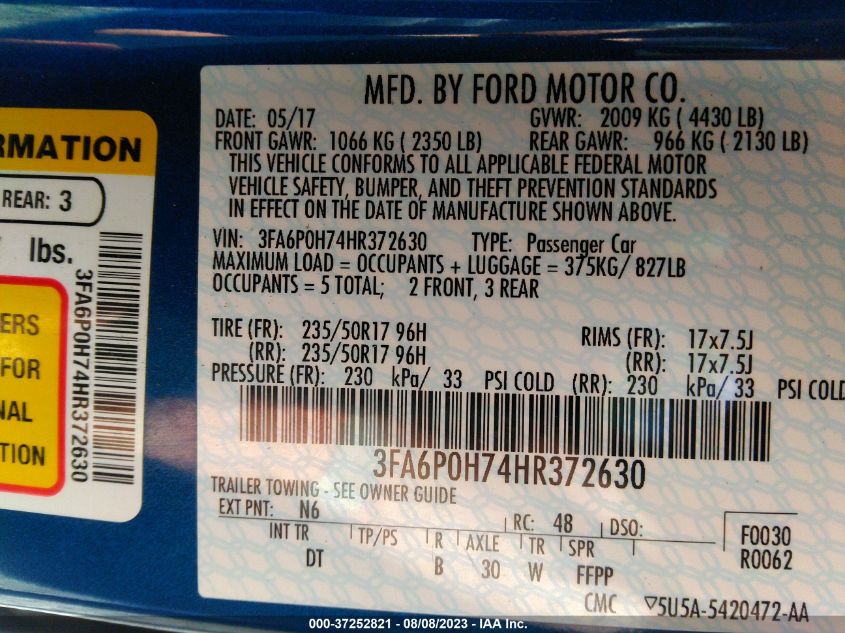 RMATION
REAR: 3
lbs.
3FA6P0H74HR372630
ERS
FOR
NAL
TION
MFD. BY FORD MOTOR CO.
DATE: 05/17 GVWR: 2009 KG ( 4430 LB)
FRONT GAWR: 1066 KG ( 2350 LB) REAR GAWR: 966 KG ( 2130 LB)
THIS VEHICLE CONFORMS TO ALL APPLICABLE FEDERAL MOTOR
VEHICLE SAFETY, BUMPER, AND THEFT PREVENTION STANDARDS
IN EFFECT ON THE DATE OF MANUFACTURE SHOWN ABOVE.
VIN: 3FA6P0H74HR372630 TYPE: Passenger Car
MAXIMUM LOAD = OCCUPANTS + LUGGAGE = 375KG/ 827LB
OCCUPANTS = 5 TOTAL; 2 FRONT, 3 REAR
TIRE (FR): 235/50R17 96H RIMS (FR): 17x7.5J
(RR): 235/50R17 96H (RR): 17x7.5J
PRESSURE (FR): 230 kPa/ 33 PSI COLD (RR): 230 kPa/ 33 PSI COLD
3FA6P0H74HR372630
TRAILER TOWING - SEE OWNER GUIDE
EXT PNT: N6 RC: 48 DSO:
INT TR TP/PS R AXLE TR SPR
DT B 30 W FFPP
F0030
R0062
CMC ▽5U5A-5420472-AA
000-37252821 - 08/08/2023 - IAA Inc.